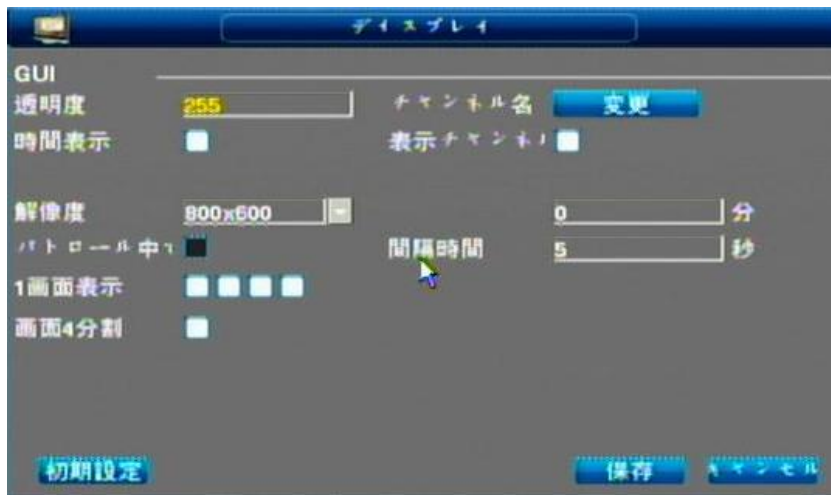 ディスプレイ
GUI
透明度 255 チャンネル名 変更
時間表示 表示チャンネル
解像度 800x600 0 分
パトロール中 間隔時間 5 秒
1画面表示
画面4分割
初期設定 保存 キャンセル